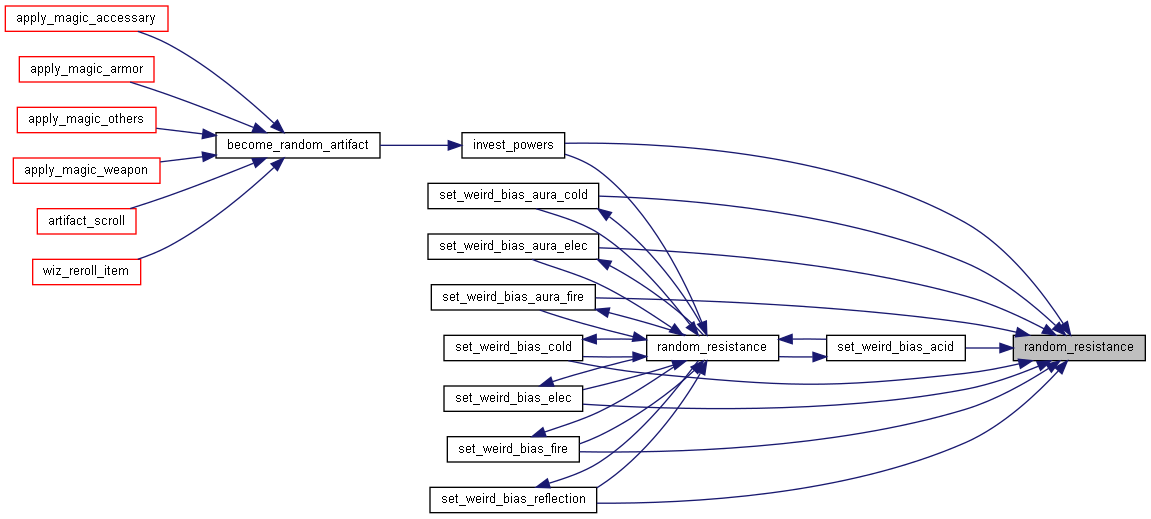 apply_magic_accessary
apply_magic_armor
apply_magic_others
apply_magic_weapon
artifact_scroll
wiz_reroll_item
become_random_artifact
invest_powers
set_weird_bias_aura_cold
set_weird_bias_aura_elec
set_weird_bias_aura_fire
set_weird_bias_cold
set_weird_bias_elec
set_weird_bias_fire
set_weird_bias_reflection
random_resistance
set_weird_bias_acid
random_resistance